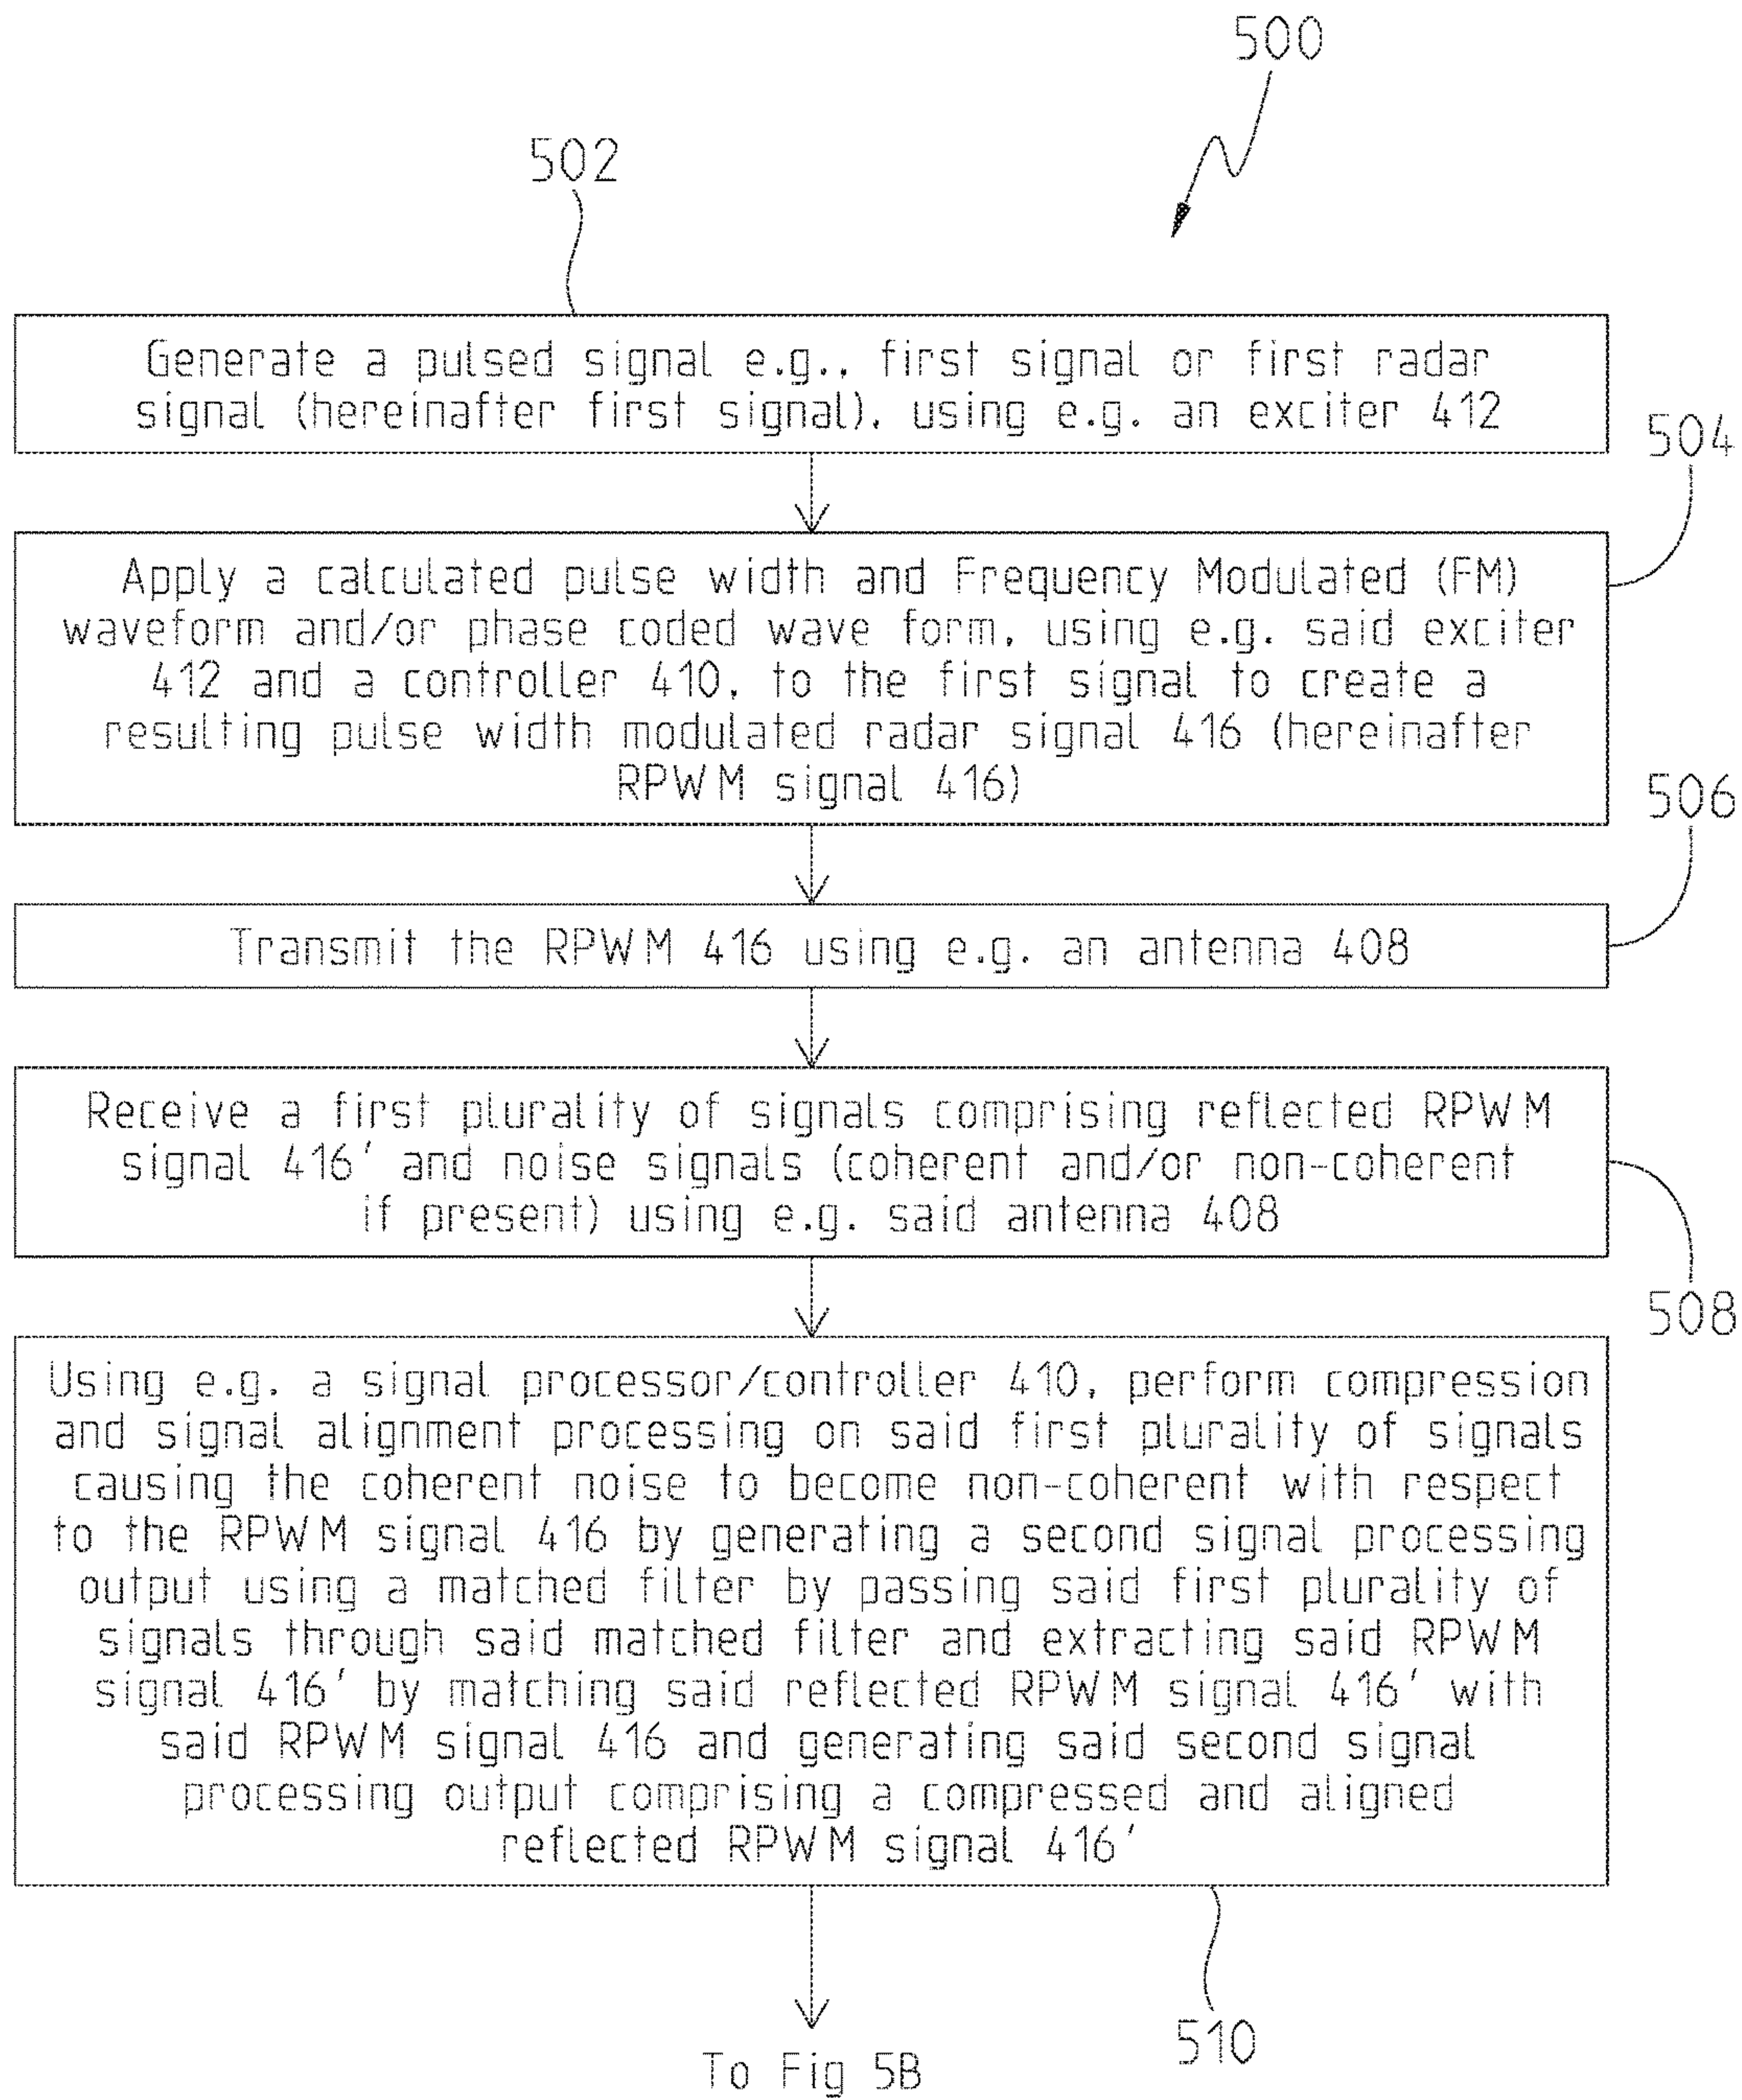 500
502
Generate a pulsed signal e.g., first signal or first radar
signal (hereinafter first signal), using e.g. an exciter 412
504
Apply a calculated pulse width and Frequency Modulated (FM)
waveform and/or phase coded wave form, using e.g. said exciter
412 and a controller 410, to the first signal to create a
resulting pulse width modulated radar signal 416 (hereinafter
RPWM signal 416)
506
Transmit the RPWM 416 using e.g. an antenna 408
Receive a first plurality of signals comprising reflected RPWM
signal 416' and noise signals (coherent and/or non-coherent
if present) using e.g. said antenna 408
508
Using e.g. a signal processor/controller 410, perform compression
and signal alignment processing on said first plurality of signals
causing the coherent noise to become non-coherent with respect
to the RPWM signal 416 by generating a second signal processing
output using a matched filter by passing said first plurality of
signals through said matched filter and extracting said RPWM
signal 416' by matching said reflected RPWM signal 416' with
said RPWM signal 416 and generating said second signal
processing output comprising a compressed and aligned
reflected RPWM signal 416'
510
To Fig 5B